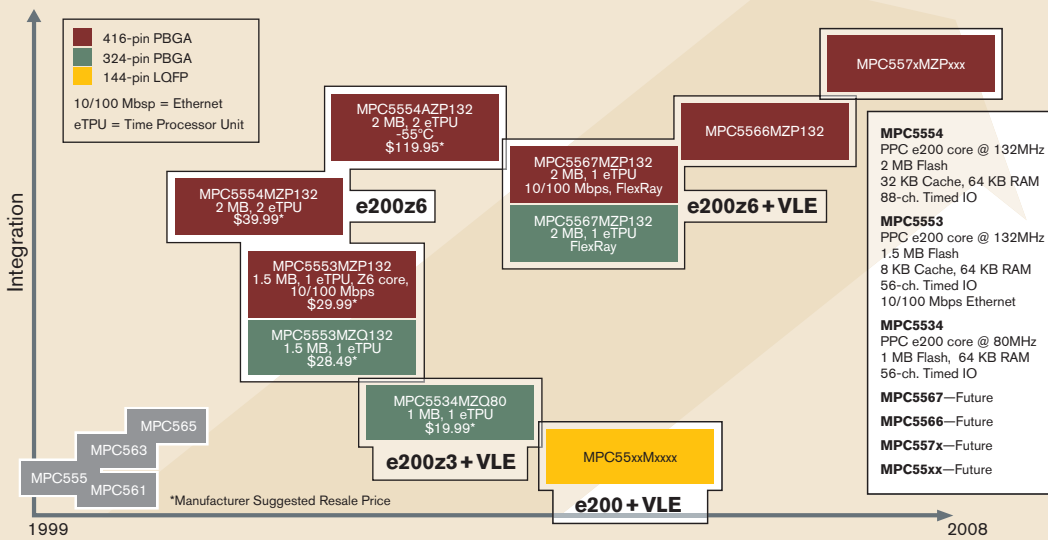 416-pin PBGA
324-pin PBGA
144-pin LQFP
10/100 Mbsp = Ethernet
eTPU = Time Processor Unit
Integration
MPC557xMZPxxx
MPC5554AZP132
2 MB, 2 eTPU
-55°C
$119.95*
MPC5566MZP132
MPC5567MZP132
2 MB, 1 eTPU
10/100 Mbps, FlexRay
MPC5554MZP132
2 MB, 2 eTPU
$39.99*
e200z6
e200z6 + VLE
MPC5567MZP132
2 MB, 1 eTPU
FlexRay
MPC5553MZP132
1.5 MB, 1 eTPU, Z6 core,
10/100 Mbps
$29.99*
MPC5553MZQ132
1.5 MB, 1 eTPU
$28.49*
MPC5534MZQ80
1 MB, 1 eTPU
$19.99*
e200z3 + VLE
MPC55xxMxxxx
e200 + VLE
MPC565
MPC563
MPC555
MPC561
*Manufacturer Suggested Resale Price
1999
2008
MPC5554
PPC e200 core @ 132MHz
2 MB Flash
32 KB Cache, 64 KB RAM
88-ch. Timed IO
MPC5553
PPC e200 core @ 132MHz
1.5 MB Flash
8 KB Cache, 64 KB RAM
56-ch. Timed IO
10/100 Mbps Ethernet
MPC5534
PPC e200 core @ 80MHz
1 MB Flash, 64 KB RAM
56-ch. Timed IO
MPC5567—Future
MPC5566—Future
MPC557x—Future
MPC55xx—Future